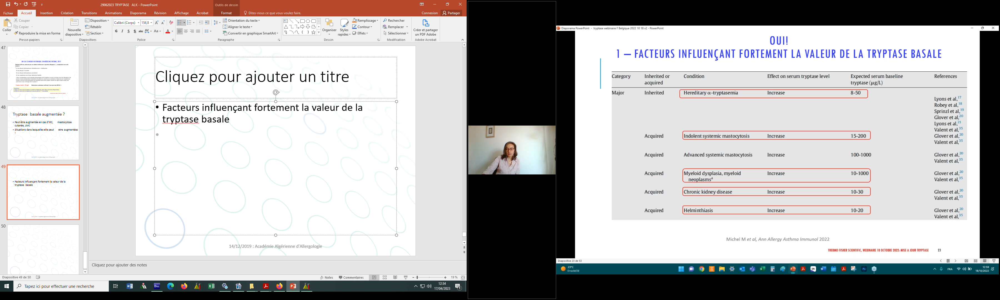 29062023 TRYPTASE ALK - PowerPoint
Outils de dessin
Fichier Accueil Insertion Création Transitions Animations Diaporama Révision Affichage Acrobat Format Dites-nous ce que vous voulez faire. Connexion Partager
Coller
Couper
Copier
Reproduire la mise en forme
Presse-papiers
Nouvelle
diapositive
Disposition
Rétablir
Section
Diapositives
Calibri (Corps) 156,8
G I S S abc AV Aa A
Police
Orientation du texte
Aligner le texte
Convertir en graphique SmartArt
Paragraphe
Organiser
Styles
rapides
Remplissage
Contour
Effets
Dessin
Rechercher
Remplacer
Sélectionner
Modification
Créer et partager
un PDF Adobe
Adobe Acrobat
47
UN CAS CLINIQUE HISTORIQUE: EN MÉDECINE INTERNE, 2015
48
Tryptase basale augmentée ?
• Peut être augmentée en cas d'IRC, mastocytose
cutanée, LMC
• Situations dans lesquelles elle peut etre augmentées
!
49
• Facteurs influençant fortement la valeur de la
tryptase basale
50
Cliquez pour ajouter un titre
• Facteurs influençant fortement la valeur de la
tryptase basale
14/12/2019 : Académie Algérienne d'Allergologie
Cliquez pour ajouter des notes
Diapositive 49 de 50
Notes Commentaires 19 %
Tapez ici pour effectuer une recherche
Doc
12:34
17/04/2023
1
Diaporama PowerPoint - tryptase webinaire F Belgique 2022 10 18 v2 - PowerPoint
OUI!
1 – FACTEURS INFLUENÇANT FORTEMENT LA VALEUR DE LA TRYPTASE BASALE
Category Inherited or acquired Condition Effect on serum tryptase level Expected serum baseline tryptase (μg/L) References
Major Inherited Hereditary α-tryptasemia Increase 8-50
Lyons et al,17
Robey et al,18
Sprinzl et al,19
Glover et al,20
Lyons et al,21
Valent et al,35
Acquired Indolent systemic mastocytosis Increase 15-200 Glover et al,20
Valent et al,35
Acquired Advanced systemic mastocytosis Increase 100-1000 Glover et al,20
Valent et al,35
Acquired Myeloid dysplasia, myeloid neoplasmsa Increase 10-1000 Glover et al,20
Valent et al,35
Acquired Chronic kidney disease Increase 10-30 Glover et al,20
Valent et al,35
Acquired Helminthiasis Increase 10-20 Glover et al,20
Valent et al,35
Michel M et al, Ann Allergy Asthma Immunol 2022
THERMO FISHER SCIENTIFIC, WEBINAIRE 18 OCTOBRE 2022: MISE A JOUR TRYPTASE 23
Diapositive 23 de 53
23°C
Ensoleillé
EN
FRA
12:59
18/10/2022